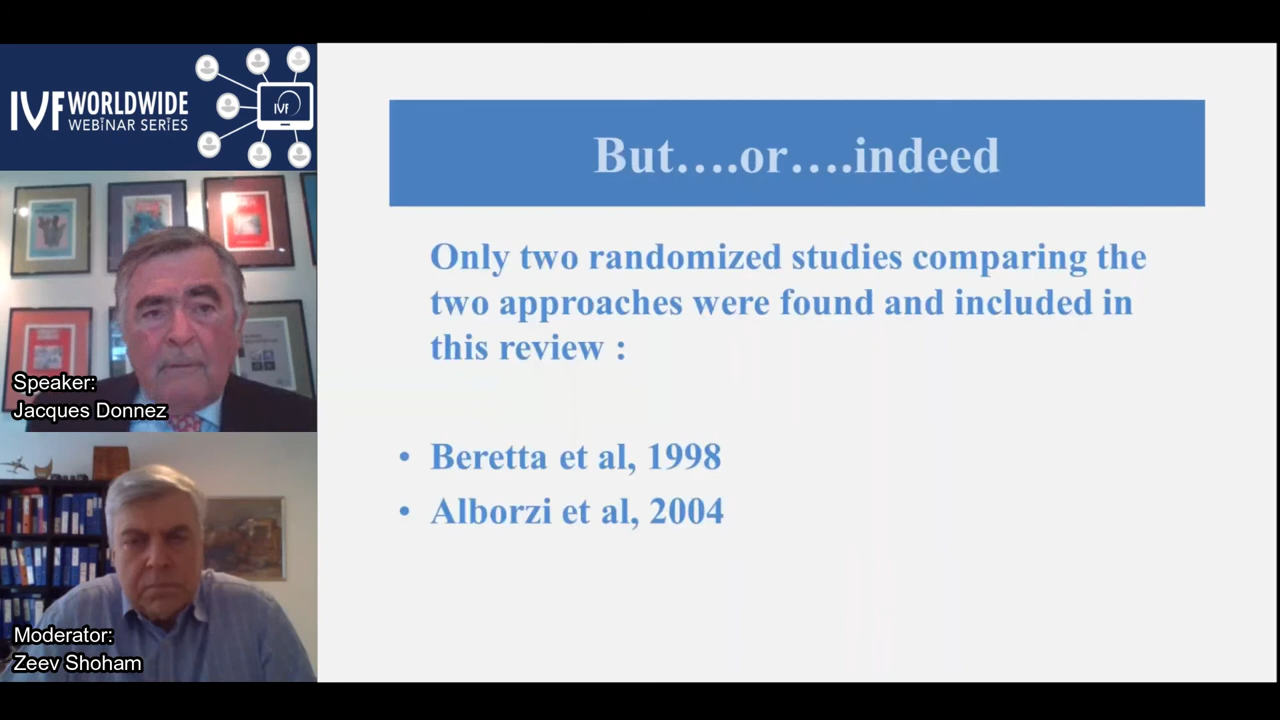 IVF WORLDWIDE
WEBINAR SERIES
IVF
Speaker:
Jacques Donnez
Moderator:
Zeev Shoham
But….or….indeed
Only two randomized studies comparing the
two approaches were found and included in
this review :
• Beretta et al, 1998
• Alborzi et al, 2004